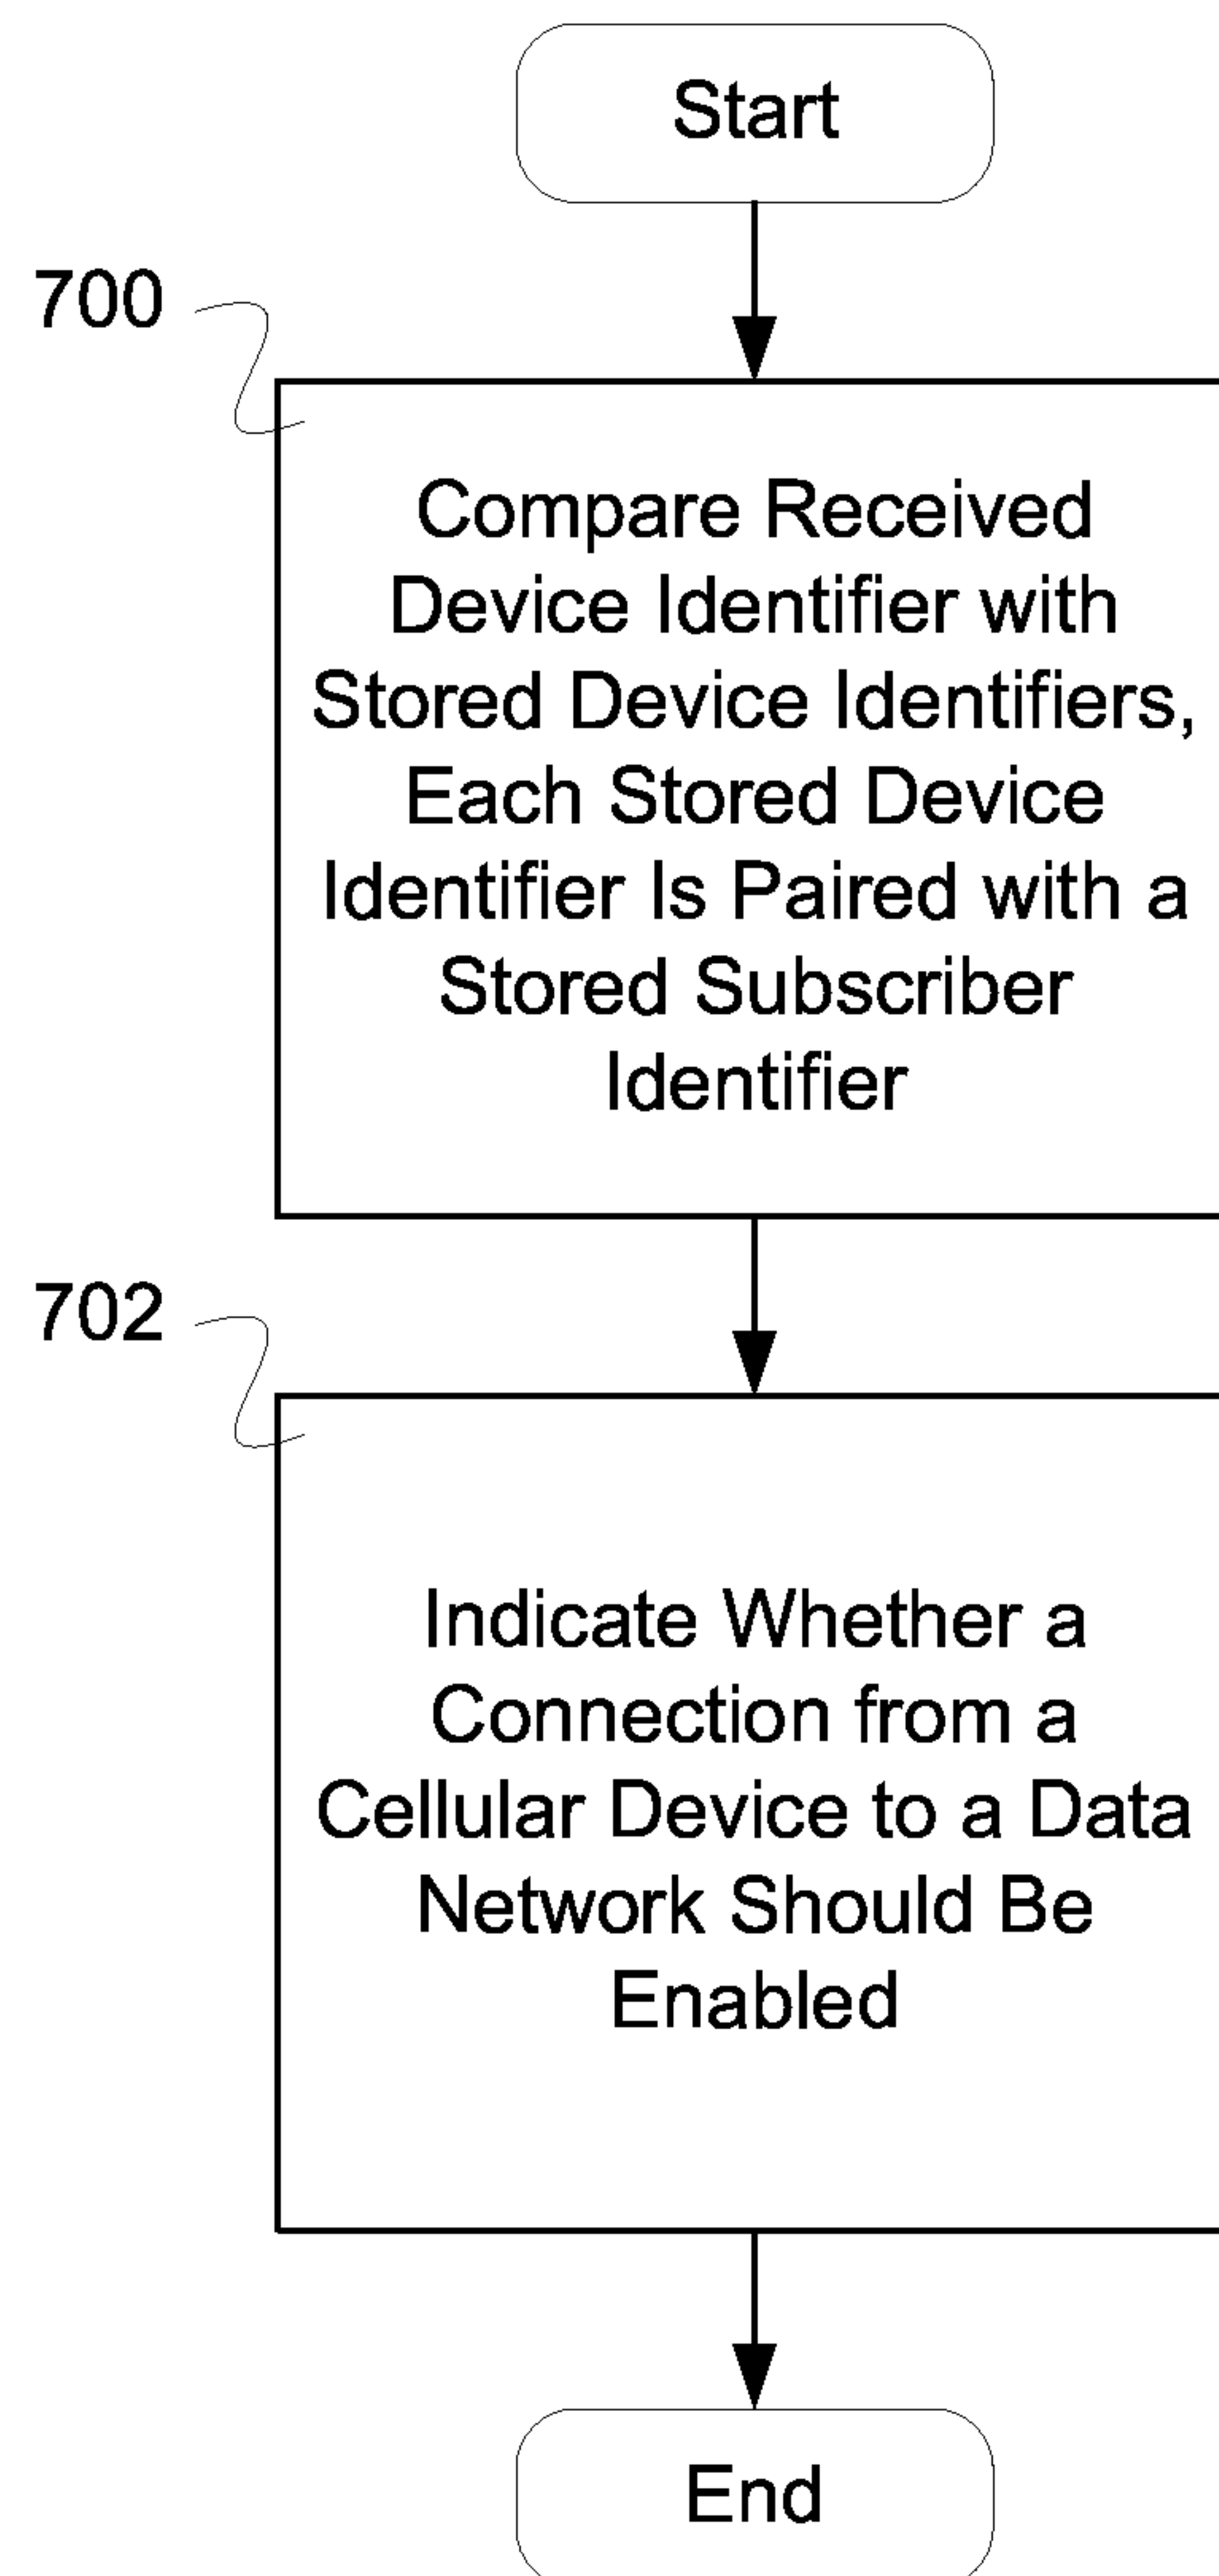 Start
700
Compare Received
Device Identifier with
Stored Device Identifiers,
Each Stored Device
Identifier Is Paired with a
Stored Subscriber
Identifier
702
Indicate Whether a
Connection from a
Cellular Device to a Data
Network Should Be
Enabled
End